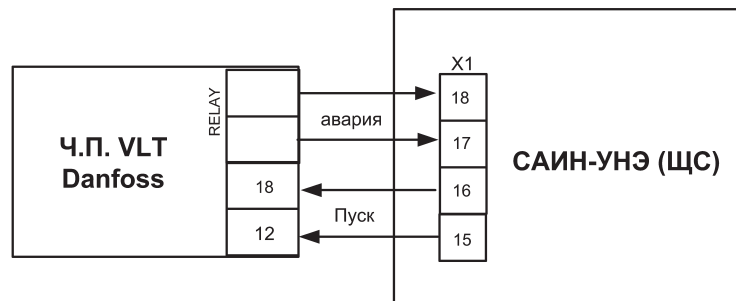 X1
RELAY
18
авария
17
Ч.П. VLT
Danfoss
САИН-УНЭ (ЩС)
18
16
Пуск
12
15